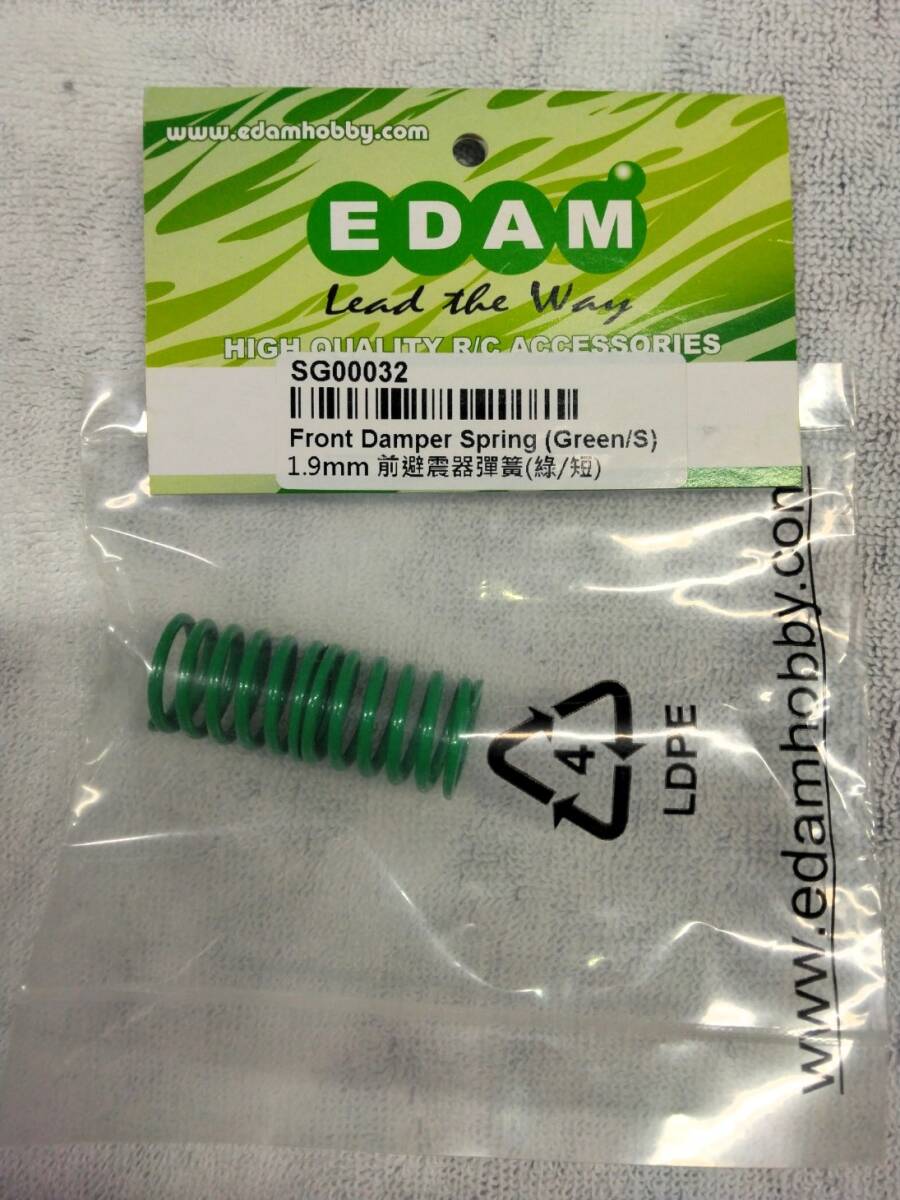 www.edamhobby.com
EDAM
Lead the Way
HIGH QUALITY R/C ACCESSORIES
SG00032
Front Damper Spring (Green/S)
1.9mm 前避震器彈簧(綠/短)
4
LDPE
www.edamhobby.com